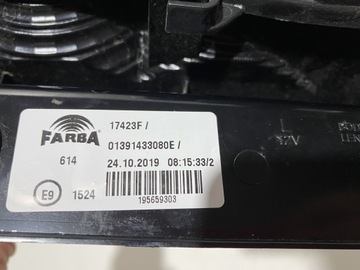 FARBA
614
E9 1524
17423F /
01391433080E /
24.10.2019 08:15:33/2
195659303
L